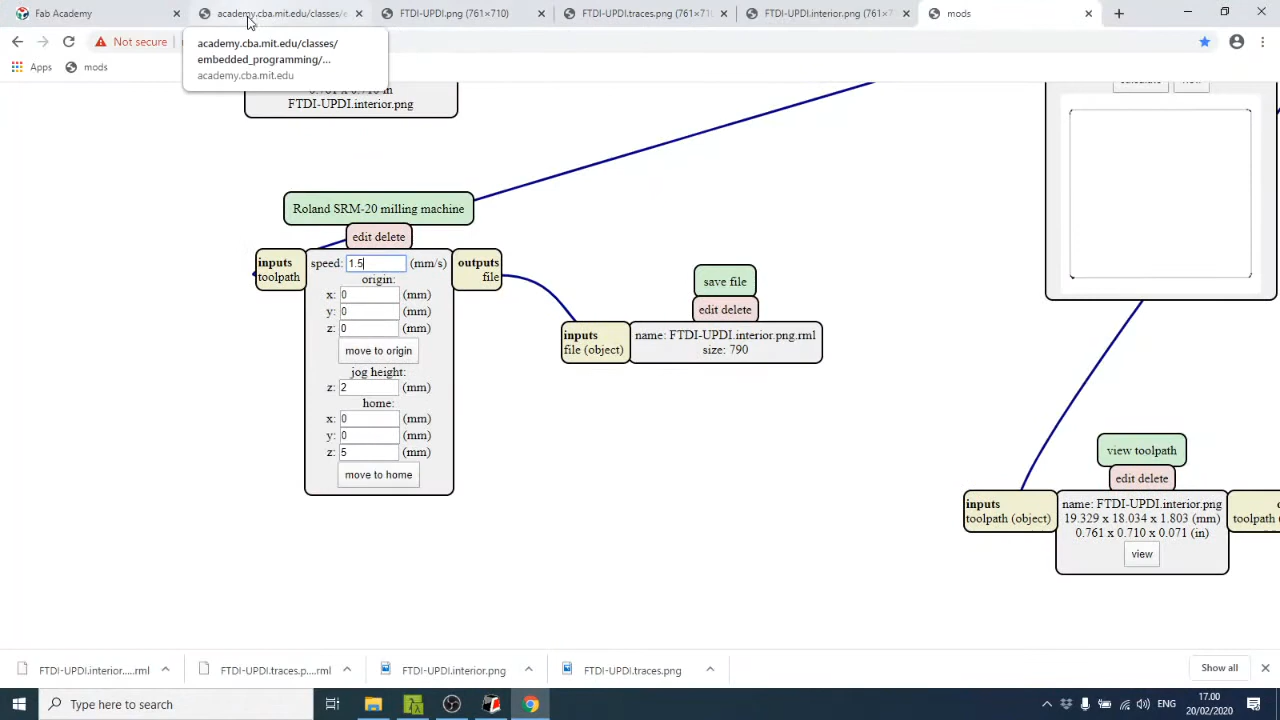 Fab Academy
academy.cba.mit.edu/classes/e
FTDI-UPDI.png (761×710)
FTDI-UPDI.traces.png (761×710
FTDI-UPDI.interior.png (761×7
mods
Not secure
academy.cba.mit.edu/classes/
embedded_programming/...
academy.cba.mit.edu
Apps
mods
FTDI-UPDI.interior.png
Roland SRM-20 milling machine
edit delete
inputs
toolpath
speed: 1.5 (mm/s)
origin:
x: 0 (mm)
y: 0 (mm)
z: 0 (mm)
move to origin
jog height:
z: 2 (mm)
home:
x: 0 (mm)
y: 0 (mm)
z: 5 (mm)
move to home
outputs
file
save file
edit delete
inputs
file (object)
name: FTDI-UPDI.interior.png.rml
size: 790
view toolpath
edit delete
inputs
toolpath (object)
name: FTDI-UPDI.interior.png
19.329 x 18.034 x 1.803 (mm)
0.761 x 0.710 x 0.071 (in)
view
toolpath (
FTDI-UPDI.interior.....rml
FTDI-UPDI.traces.p....rml
FTDI-UPDI.interior.png
FTDI-UPDI.traces.png
Show all
Type here to search
ENG
17.00
20/02/2020